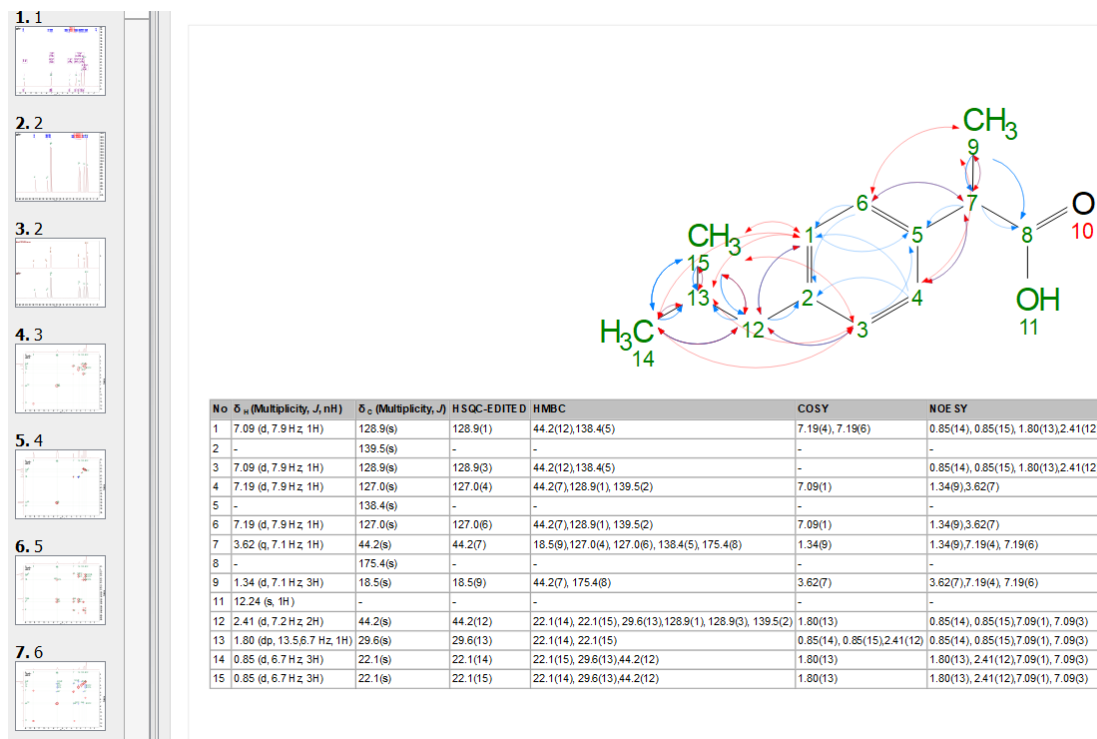 1. 1
2. 2
3. 2
4. 3
5. 4
6. 5
7. 6
CH3
9
6
7
O
10
1
5
8
CH3
15
13
2
4
OH
11
H3C
14
12
3
No δH (Multiplicity, J, nH) δC (Multiplicity, J) HSQC-EDITED HMBC COSY NOESY
1 7.09 (d, 7.9 Hz, 1H) 128.9(s) 128.9(1) 44.2(12),138.4(5) 7.19(4), 7.19(6) 0.85(14), 0.85(15), 1.80(13),2.41(12
2 - 139.5(s) - - - -
3 7.09 (d, 7.9 Hz, 1H) 128.9(s) 128.9(3) 44.2(12),138.4(5) - 0.85(14), 0.85(15), 1.80(13),2.41(12
4 7.19 (d, 7.9 Hz, 1H) 127.0(s) 127.0(4) 44.2(7),128.9(1), 139.5(2) 7.09(1) 1.34(9),3.62(7)
5 - 138.4(s) - - - -
6 7.19 (d, 7.9 Hz, 1H) 127.0(s) 127.0(6) 44.2(7),128.9(1), 139.5(2) 7.09(1) 1.34(9),3.62(7)
7 3.62 (q, 7.1 Hz, 1H) 44.2(s) 44.2(7) 18.5(9),127.0(4), 127.0(6), 138.4(5), 175.4(8) 1.34(9) 1.34(9),7.19(4), 7.19(6)
8 - 175.4(s) - - - -
9 1.34 (d, 7.1 Hz, 3H) 18.5(s) 18.5(9) 44.2(7), 175.4(8) 3.62(7) 3.62(7),7.19(4), 7.19(6)
11 12.24 (s, 1H) - - - - -
12 2.41 (d, 7.2 Hz, 2H) 44.2(s) 44.2(12) 22.1(14), 22.1(15), 29.6(13),128.9(1), 128.9(3), 139.5(2) 1.80(13) 0.85(14), 0.85(15),7.09(1), 7.09(3)
13 1.80 (dp, 13.5,6.7 Hz, 1H) 29.6(s) 29.6(13) 22.1(14), 22.1(15) 0.85(14), 0.85(15),2.41(12) 0.85(14), 0.85(15),7.09(1), 7.09(3)
14 0.85 (d, 6.7 Hz, 3H) 22.1(s) 22.1(14) 22.1(15), 29.6(13),44.2(12) 1.80(13) 1.80(13), 2.41(12),7.09(1), 7.09(3)
15 0.85 (d, 6.7 Hz, 3H) 22.1(s) 22.1(15) 22.1(14), 29.6(13),44.2(12) 1.80(13) 1.80(13), 2.41(12),7.09(1), 7.09(3)